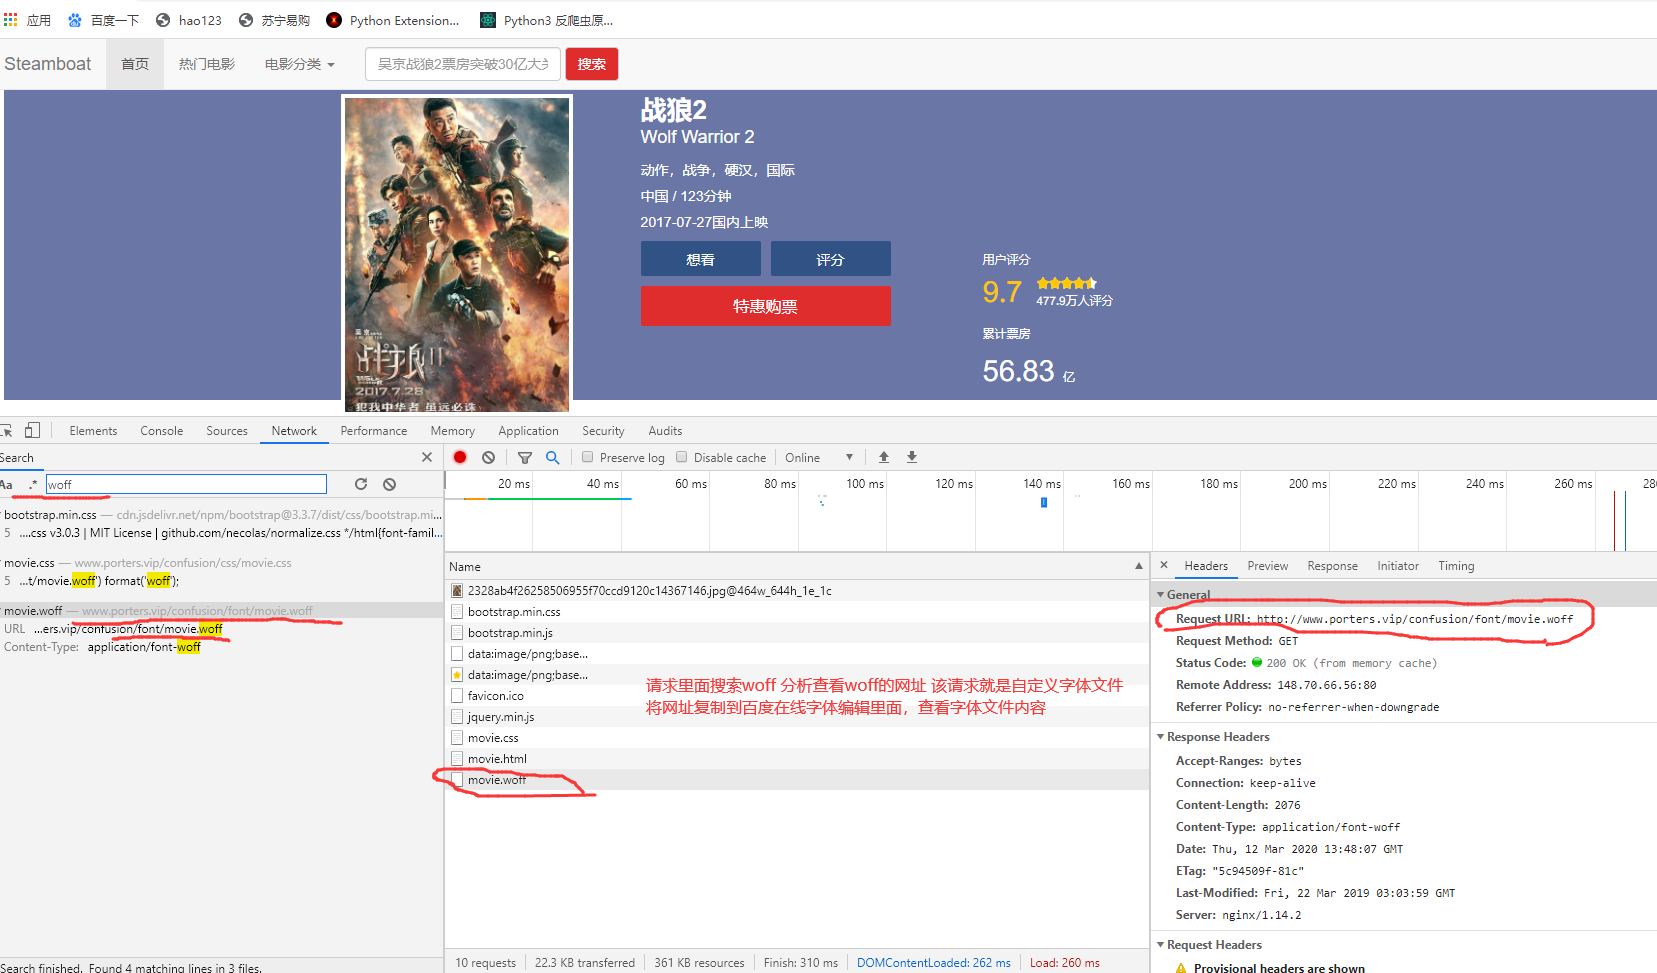 应用 百度一下 hao123 苏宁易购 Python Extension... Python3 反爬虫原...
Steamboat 首页 热门电影 电影分类 吴京战狼2票房突破30亿大关 搜索
战狼2
Wolf Warrior 2
动作，战争，硬汉，国际
中国 / 123分钟
2017-07-27国内上映
想看 评分
特惠购票
用户评分
9.7
477.9万人评分
累计票房
56.83 亿
吴京
战狼II
2017.7.28
犯我中华者 虽远必诛
Elements Console Sources Network Performance Memory Application Security Audits
Search
Aa .* woff
bootstrap.min.css — cdn.jsdelivr.net/npm/bootstrap@3.3.7/dist/css/bootstrap.mi...
5 ....css v3.0.3 | MIT License | github.com/necolas/normalize.css */html{font-famil...
movie.css — www.porters.vip/confusion/css/movie.css
5 ...t/movie.woff') format('woff');
movie.woff — www.porters.vip/confusion/font/movie.woff
URL ...ers.vip/confusion/font/movie.woff
Content-Type: application/font-woff
Search finished. Found 4 matching lines in 3 files.
Preserve log Disable cache Online
20 ms 40 ms 60 ms 80 ms 100 ms 120 ms 140 ms 160 ms 180 ms 200 ms 220 ms 240 ms 260 ms 280
Name
2328ab4f26258506955f70ccd9120c14367146.jpg@464w_644h_1e_1c
bootstrap.min.css
bootstrap.min.js
data:image/png;base...
data:image/png;base...
favicon.ico
jquery.min.js
movie.css
movie.html
movie.woff
请求里面搜索woff 分析查看woff的网址 该请求就是自定义字体文件
将网址复制到百度在线字体编辑里面，查看字体文件内容
10 requests 22.3 KB transferred 361 KB resources Finish: 310 ms DOMContentLoaded: 262 ms Load: 260 ms
Headers Preview Response Initiator Timing
General
Request URL: http://www.porters.vip/confusion/font/movie.woff
Request Method: GET
Status Code: 200 OK (from memory cache)
Remote Address: 148.70.66.56:80
Referrer Policy: no-referrer-when-downgrade
Response Headers
Accept-Ranges: bytes
Connection: keep-alive
Content-Length: 2076
Content-Type: application/font-woff
Date: Thu, 12 Mar 2020 13:48:07 GMT
ETag: "5c94509f-81c"
Last-Modified: Fri, 22 Mar 2019 03:03:59 GMT
Server: nginx/1.14.2
Request Headers
Provisional headers are shown